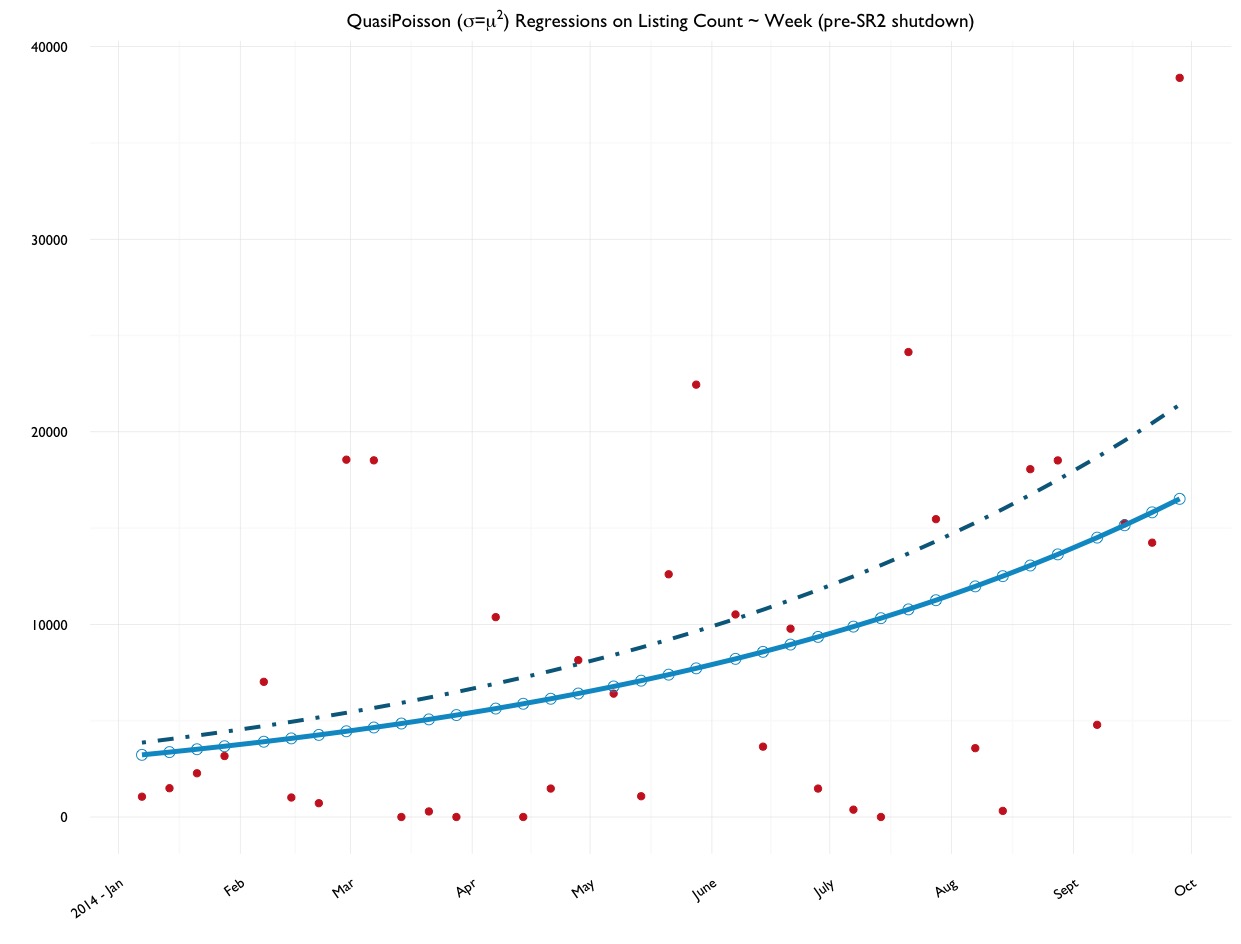 QuasiPoisson (σ=μ²) Regressions on Listing Count ~ Week (pre-SR2 shutdown)
40000
30000
20000
10000
0
2014 - Jan
Feb
Mar
Apr
May
June
July
Aug
Sept
Oct